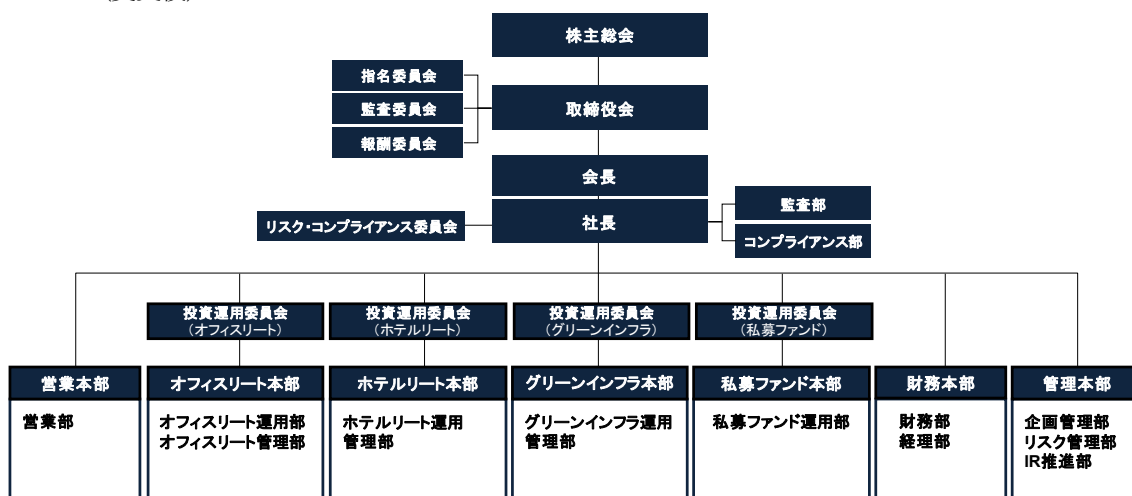 株主総会
指名委員会
監査委員会
報酬委員会
取締役会
会長
社長
リスク・コンプライアンス委員会
監査部
コンプライアンス部
投資運用委員会
(オフィスリート)
投資運用委員会
(ホテルリート)
投資運用委員会
(グリーンインフラ)
投資運用委員会
(私募ファンド)
営業本部
営業部
オフィスリート本部
オフィスリート運用部
オフィスリート管理部
ホテルリート本部
ホテルリート運用
管理部
グリーンインフラ本部
グリーンインフラ運用
管理部
私募ファンド本部
私募ファンド運用部
財務本部
財務部
経理部
管理本部
企画管理部
リスク管理部
IR推進部